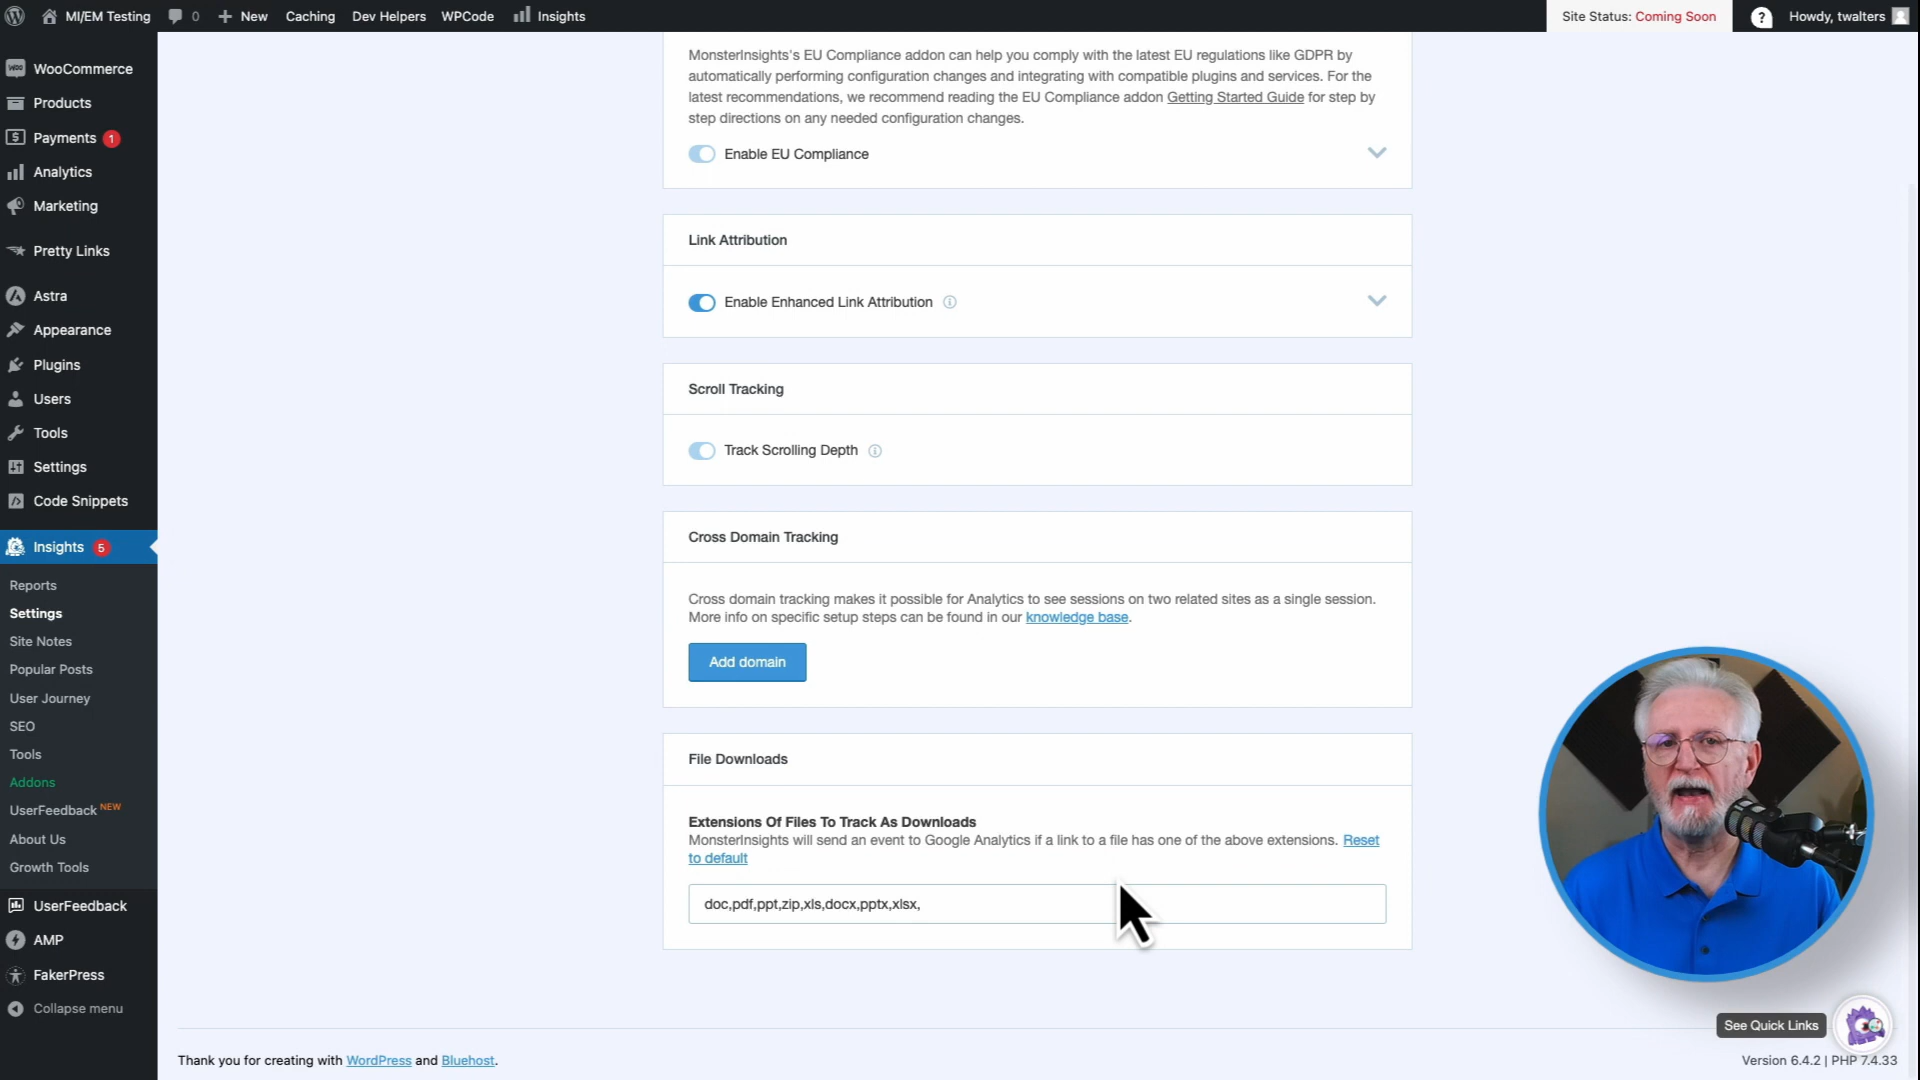 MI/EM Testing
0
New
Caching
Dev Helpers
WPCode
Insights
Site Status: Coming Soon
?
Howdy, twalters
WooCommerce
Products
Payments 1
Analytics
Marketing
Pretty Links
Astra
Appearance
Plugins
Users
Tools
Settings
Code Snippets
Insights 5
Reports
Settings
Site Notes
Popular Posts
User Journey
SEO
Tools
Addons
UserFeedback NEW
About Us
Growth Tools
UserFeedback
AMP
FakerPress
Collapse menu
MonsterInsights's EU Compliance addon can help you comply with the latest EU regulations like GDPR by
automatically performing configuration changes and integrating with compatible plugins and services. For the
latest recommendations, we recommend reading the EU Compliance addon Getting Started Guide for step by
step directions on any needed configuration changes.
Enable EU Compliance
Link Attribution
Enable Enhanced Link Attribution
Scroll Tracking
Track Scrolling Depth
Cross Domain Tracking
Cross domain tracking makes it possible for Analytics to see sessions on two related sites as a single session.
More info on specific setup steps can be found in our knowledge base.
Add domain
File Downloads
Extensions Of Files To Track As Downloads
MonsterInsights will send an event to Google Analytics if a link to a file has one of the above extensions. Reset
to default
doc,pdf,ppt,zip,xls,docx,pptx,xlsx,
See Quick Links
Thank you for creating with WordPress and Bluehost.
Version 6.4.2 | PHP 7.4.33